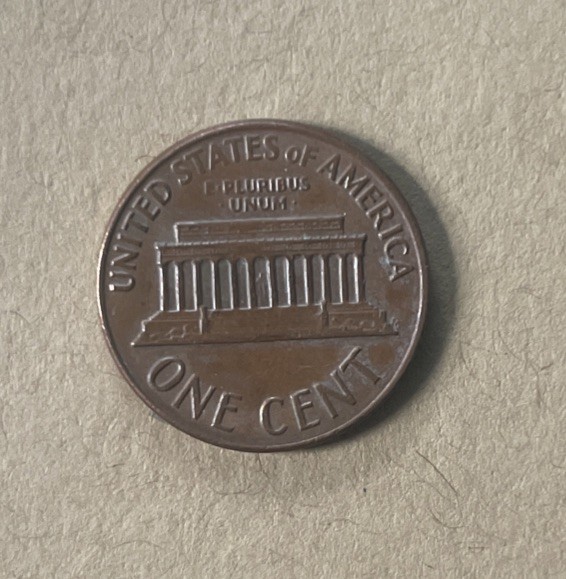 UNITED STATES OF AMERICA
E PLURIBUS
·UNUM·
ONE CENT